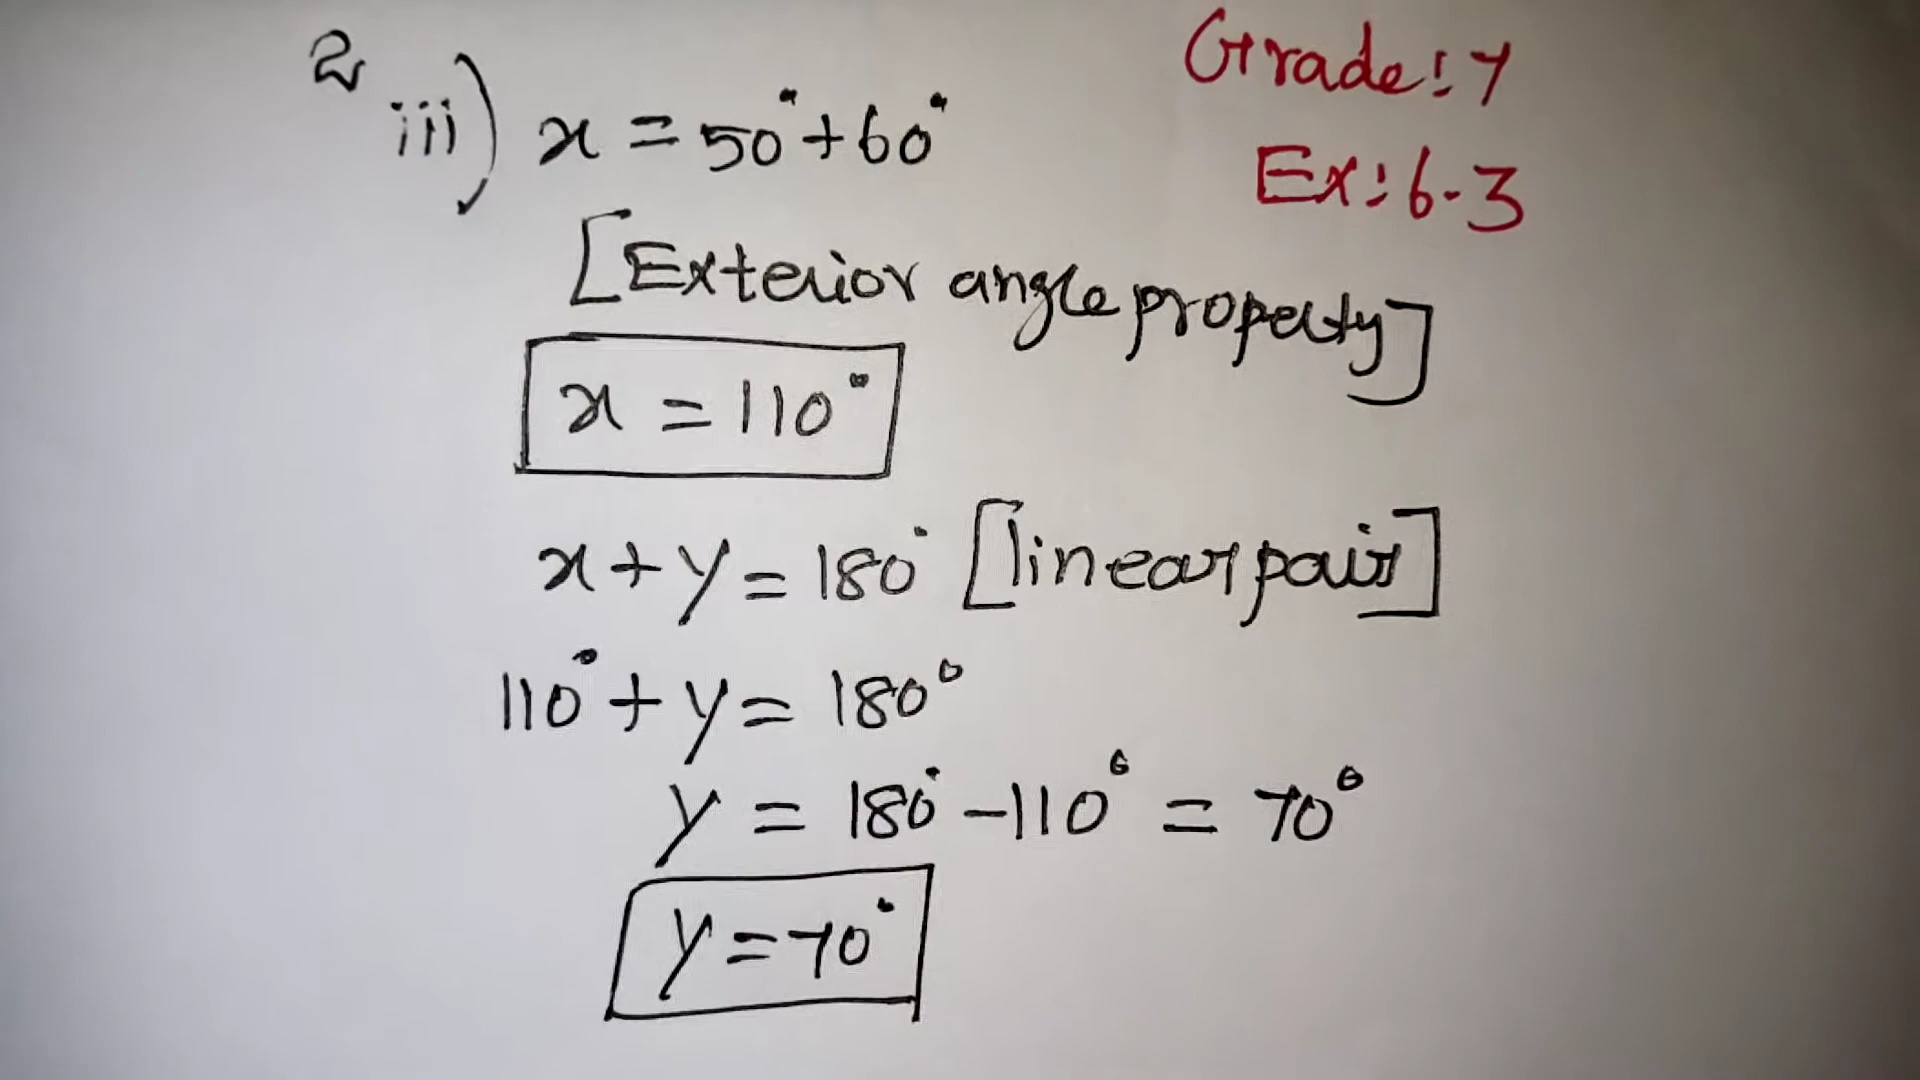 2
iii) x = 50° + 60°
Grade: 7
Ex: 6.3
[Exterior angle property]
x = 110°
x + y = 180° [linear pair]
110° + y = 180°
y = 180° - 110° = 70°
y = 70°